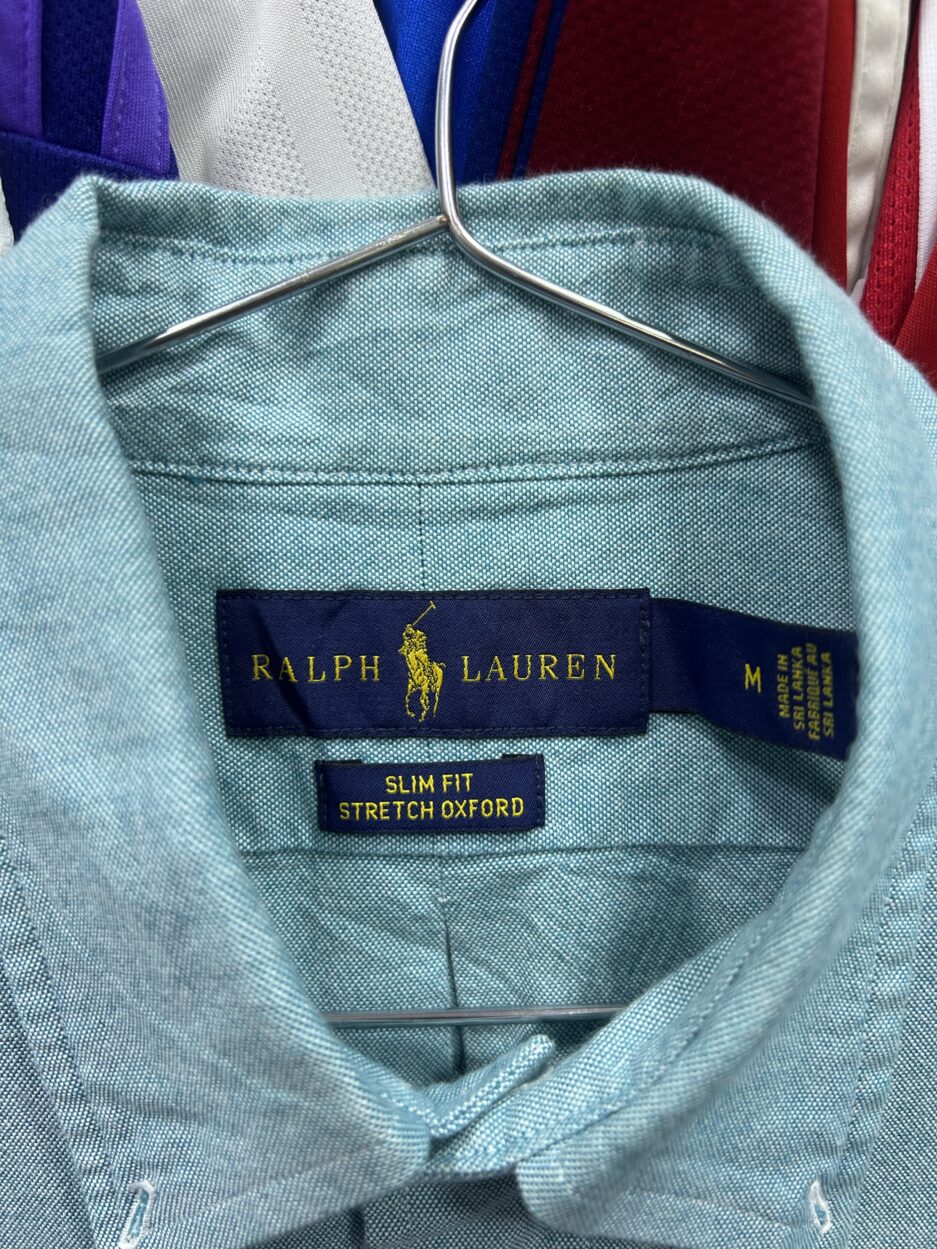 RALPH LAUREN
M
MADE IN
SRI LANKA
FABRIQUÉ AU
SRI LANKA
SLIM FIT
STRETCH OXFORD